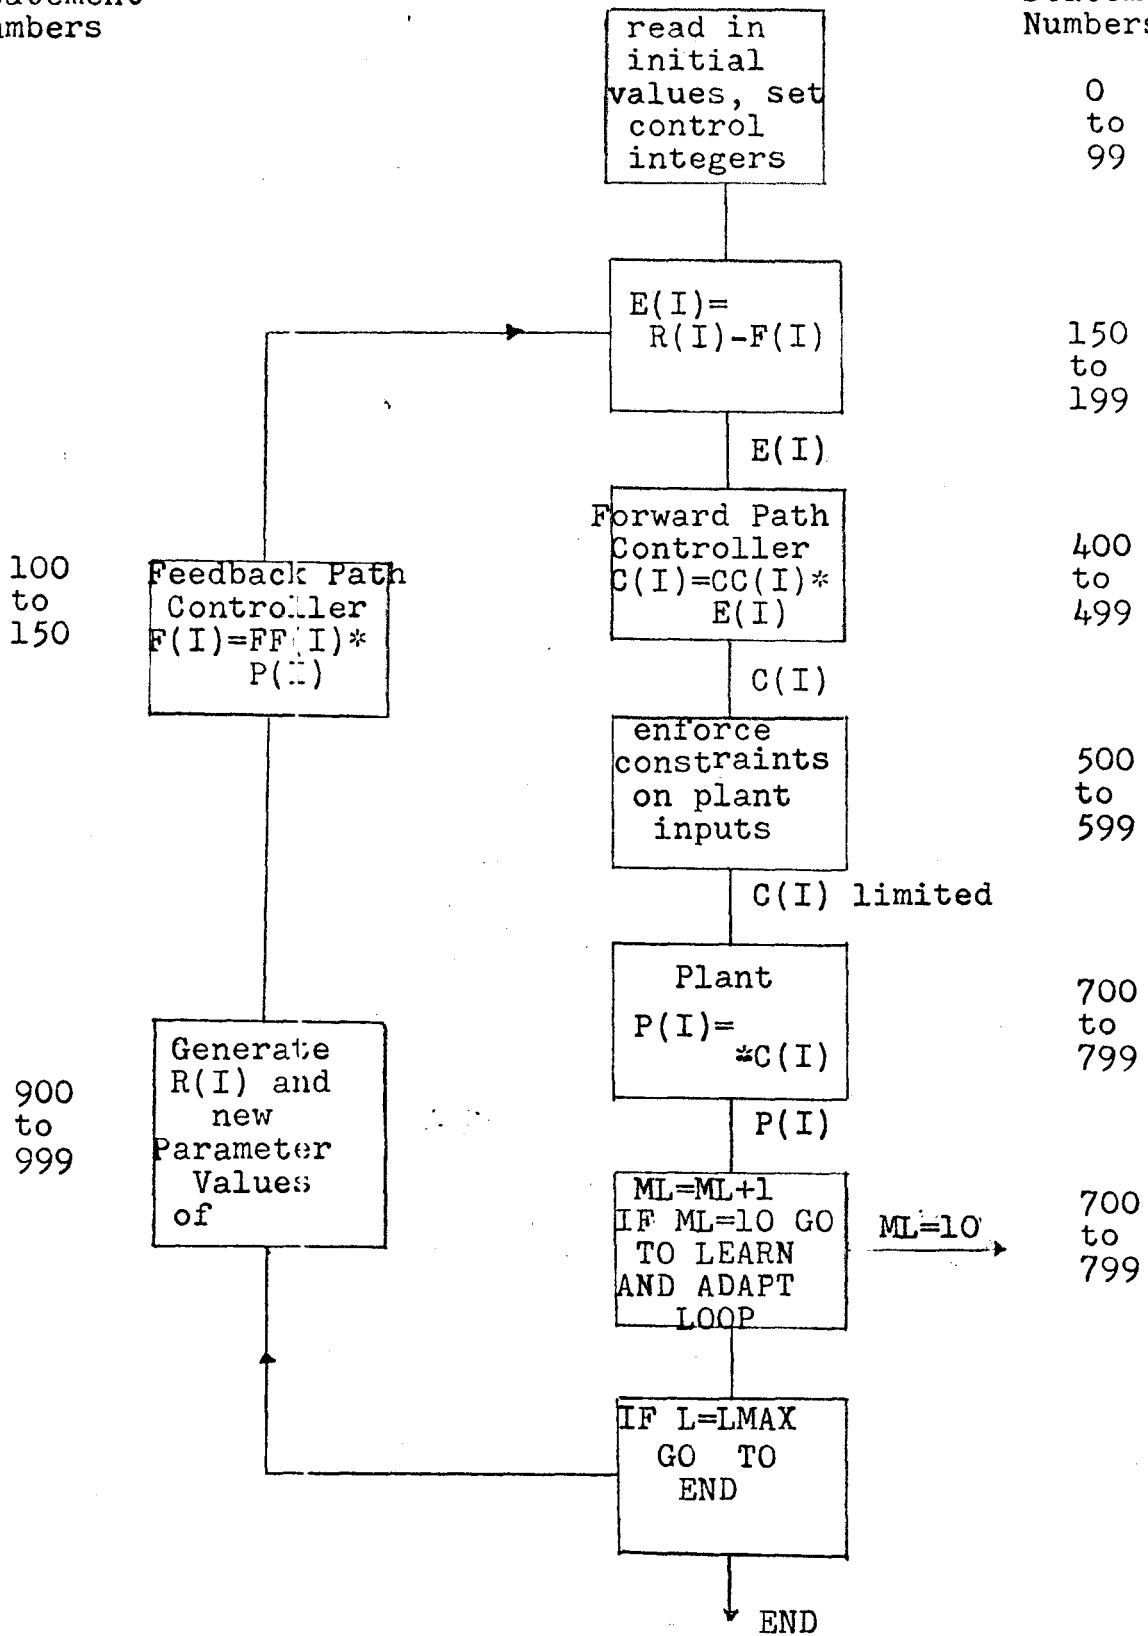 Numbers
read in
initial
values, set
control
integers
0
to
99
E(I)=
R(I)-F(I)
150
to
199
E(I)
Forward Path
Controller
C(I)=CC(I)*
E(I)
400
to
499
100
to
150
Feedback Path
Controller
F(I)=FF(I)*
P(I)
C(I)
enforce
constraints
on plant
inputs
500
to
599
C(I) limited
Plant
P(I)=
*C(I)
700
to
799
P(I)
900
to
999
Generate
R(I) and
new
Parameter
Values
of
ML=ML+1
IF ML=10 GO
TO LEARN
AND ADAPT
LOOP
ML=10
700
to
799
IF L=LMAX
GO TO
END
END